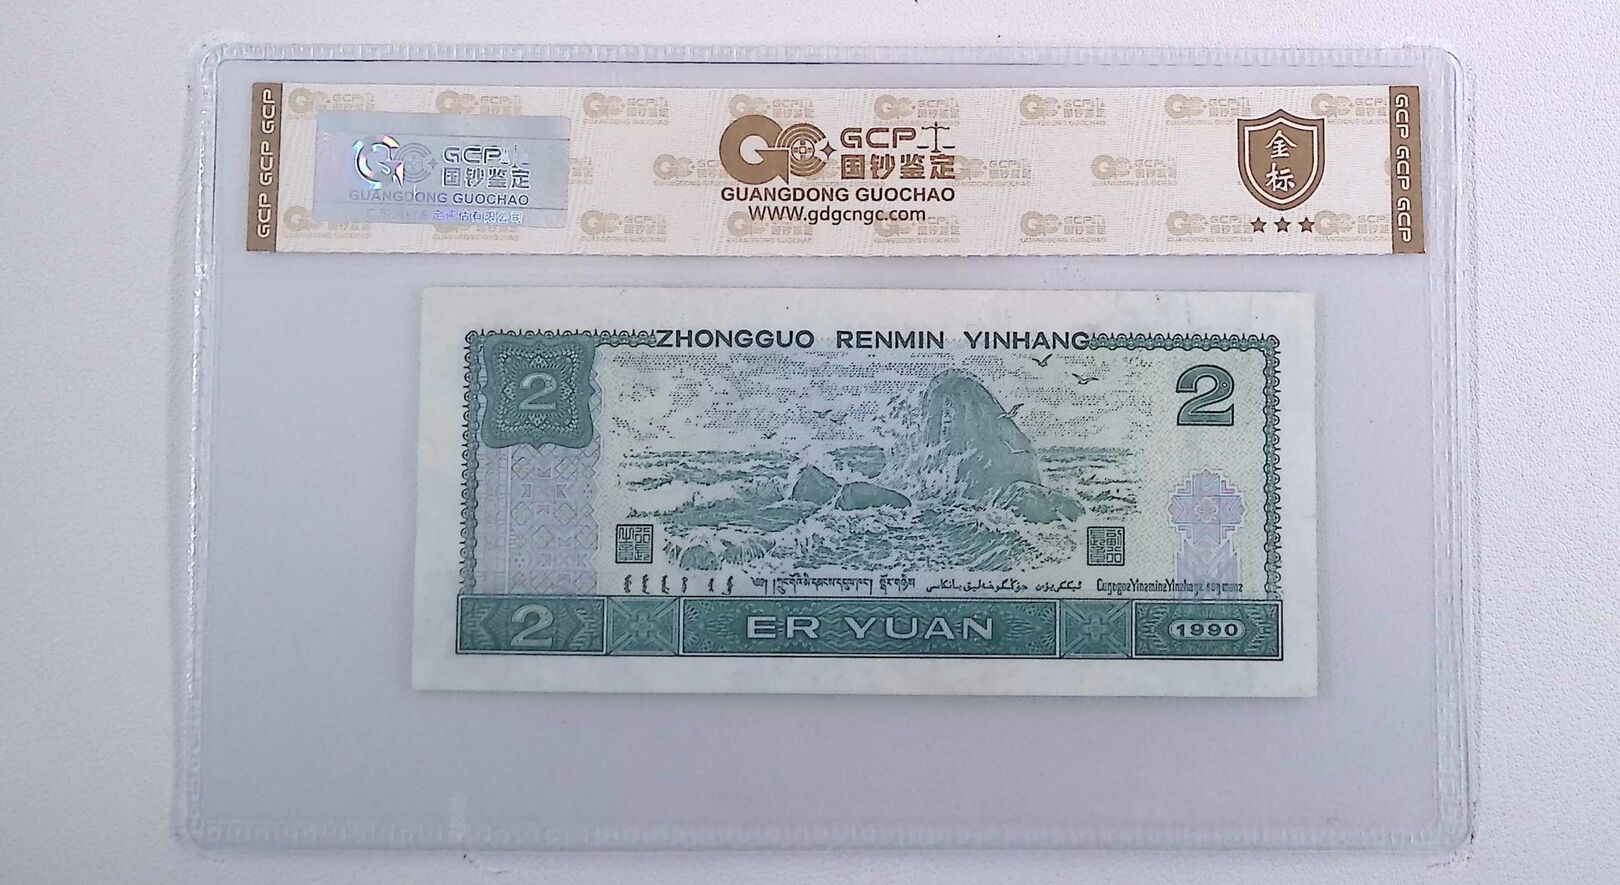 GCP GCP GCP
GCP
国钞鉴定
GUANGDONG GUOCHAO
GCP
国钞鉴定
GUANGDONG GUOCHAO
www.gdgcngc.com
金标
GCP GCP GCP
ZHONGGUO RENMIN YINHANG
2
2
2
ER YUAN
1990